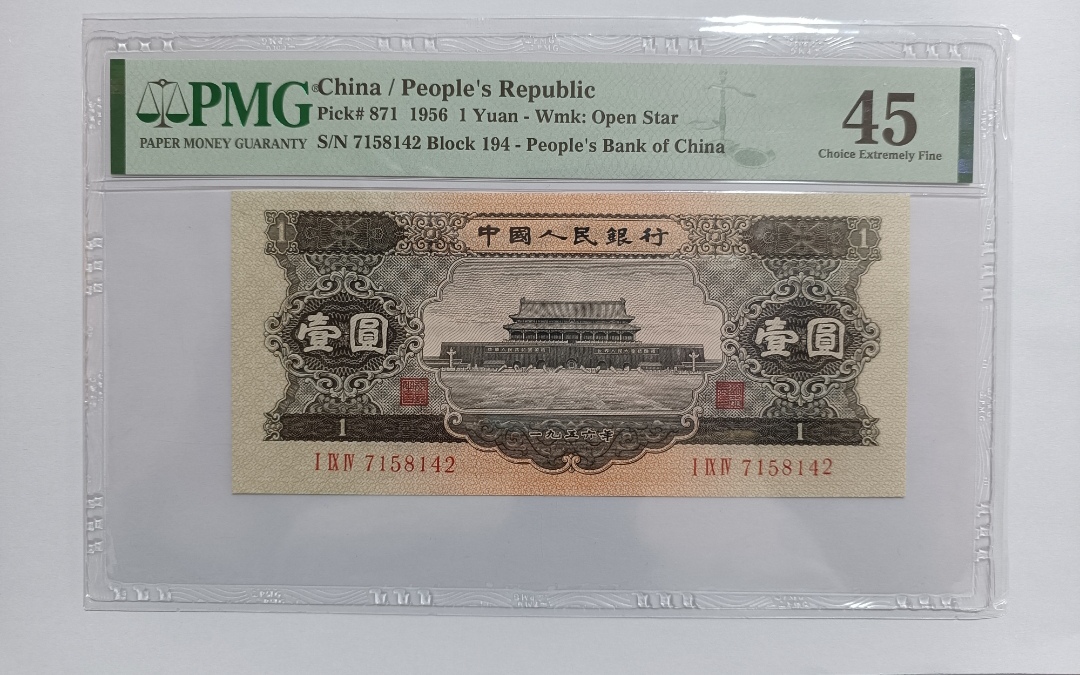 PMG®
PAPER MONEY GUARANTY
China / People's Republic
Pick# 871 1956 1 Yuan - Wmk: Open Star
S/N 7158142 Block 194 - People's Bank of China
45
Choice Extremely Fine
1 中國人民銀行 1
壹圓 壹圓
1 一九五六年 1
I IX IV 7158142 I IX IV 7158142